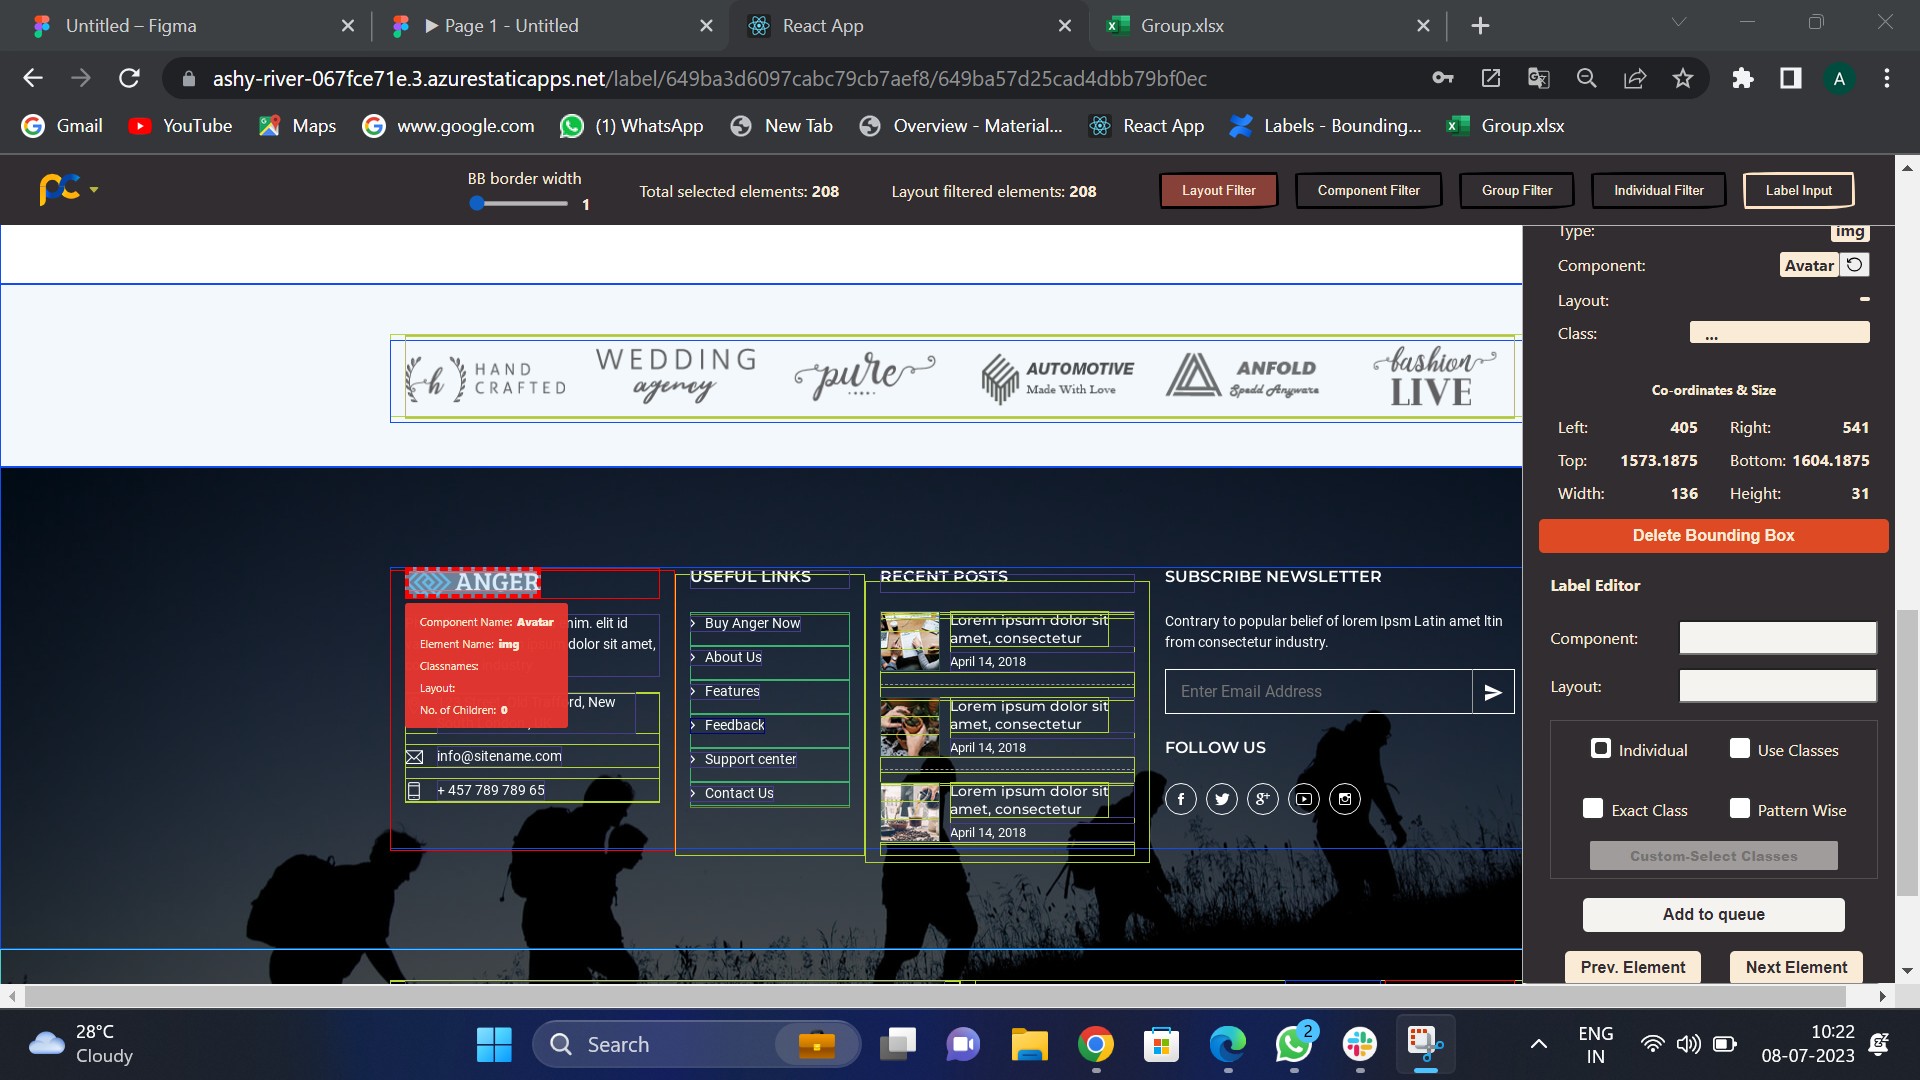 Untitled – Figma
▶ Page 1 - Untitled
React App
Group.xlsx
ashy-river-067fce71e.3.azurestaticapps.net/label/649ba3d6097cabc79cb7aef8/649ba57d25cad4dbb79bf0ec
A
Gmail
YouTube
Maps
www.google.com
(1) WhatsApp
New Tab
Overview - Material...
React App
Labels - Bounding...
Group.xlsx
BB border width
1
Total selected elements: 208
Layout filtered elements: 208
Layout Filter
Component Filter
Group Filter
Individual Filter
Label Input
HAND
CRAFTED
WEDDING
agency
pure
AUTOMOTIVE
Made With Love
ANFOLD
Spedd Anyware
fashion
LIVE
ANGER
Component Name: Avatar
Element Name: img
Classnames:
Layout:
No. of Children: 0
nim. elit id
dolor sit amet,
ord, New
info@sitename.com
+ 457 789 789 65
USEFUL LINKS
Buy Anger Now
About Us
Features
Feedback
Support center
Contact Us
RECENT POSTS
Lorem ipsum dolor sit
amet, consectetur
April 14, 2018
Lorem ipsum dolor sit
amet, consectetur
April 14, 2018
Lorem ipsum dolor sit
amet, consectetur
April 14, 2018
SUBSCRIBE NEWSLETTER
Contrary to popular belief of lorem Ipsm Latin amet ltin
from consectetur industry.
Enter Email Address
FOLLOW US
Type: img
Component: Avatar
Layout: -
Class: ...
Co-ordinates & Size
Left: 405 Right: 541
Top: 1573.1875 Bottom: 1604.1875
Width: 136 Height: 31
Delete Bounding Box
Label Editor
Component:
Layout:
Individual
Use Classes
Exact Class
Pattern Wise
Custom-Select Classes
Add to queue
Prev. Element
Next Element
28°C
Cloudy
Search
2
ENG
IN
10:22
08-07-2023